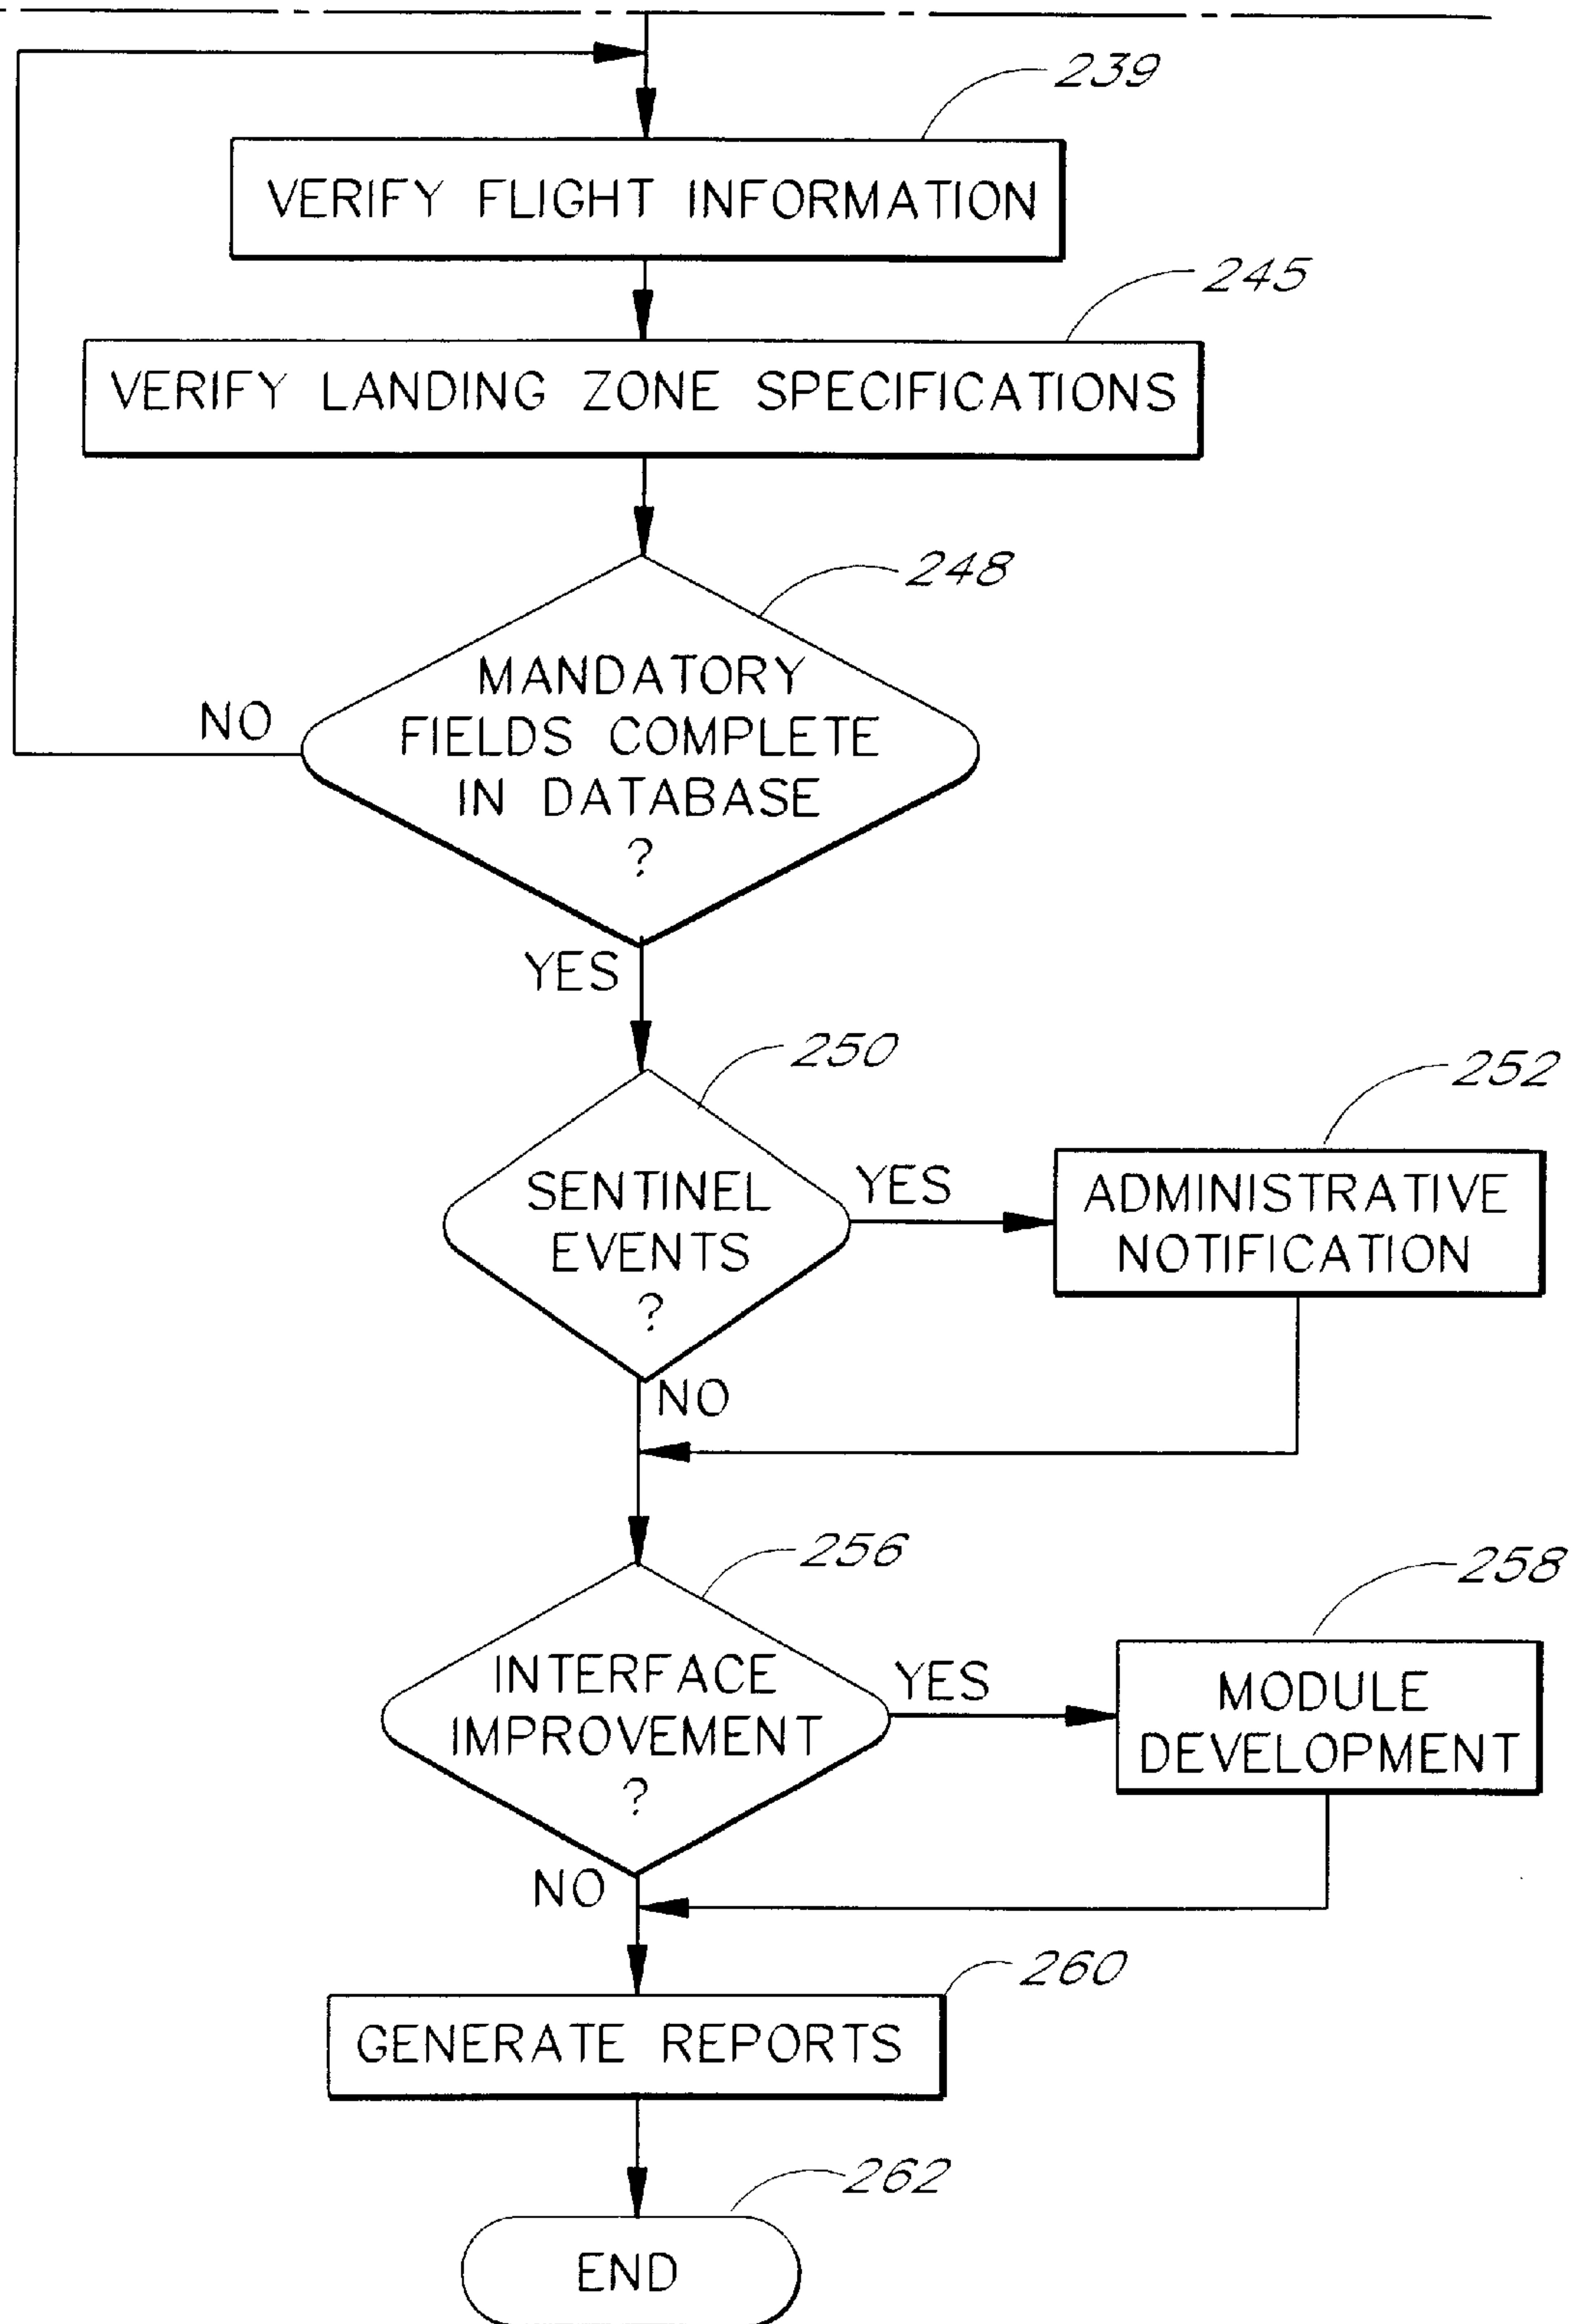 239
VERIFY FLIGHT INFORMATION
245
VERIFY LANDING ZONE SPECIFICATIONS
248
MANDATORY
FIELDS COMPLETE
IN DATABASE
?
NO
YES
250
SENTINEL
EVENTS
?
YES
252
ADMINISTRATIVE
NOTIFICATION
NO
256
INTERFACE
IMPROVEMENT
?
YES
258
MODULE
DEVELOPMENT
NO
260
GENERATE REPORTS
262
END